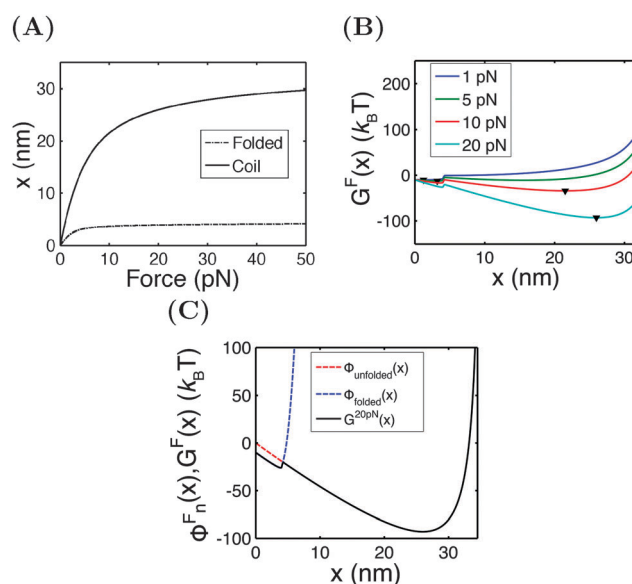 (A)
x (nm)
30
20
10
0
Folded
Coil
0 10 20 30 40 50
Force (pN)
(B)
G^F(x) (k_BT)
200
100
0
-100
1 pN
5 pN
10 pN
20 pN
0 10 20 30
x (nm)
(C)
Φ^F_n(x),G^F(x) (k_BT)
100
50
0
-50
-100
Φ_unfolded(x)
Φ_folded(x)
G^20pN(x)
0 10 20 30
x (nm)